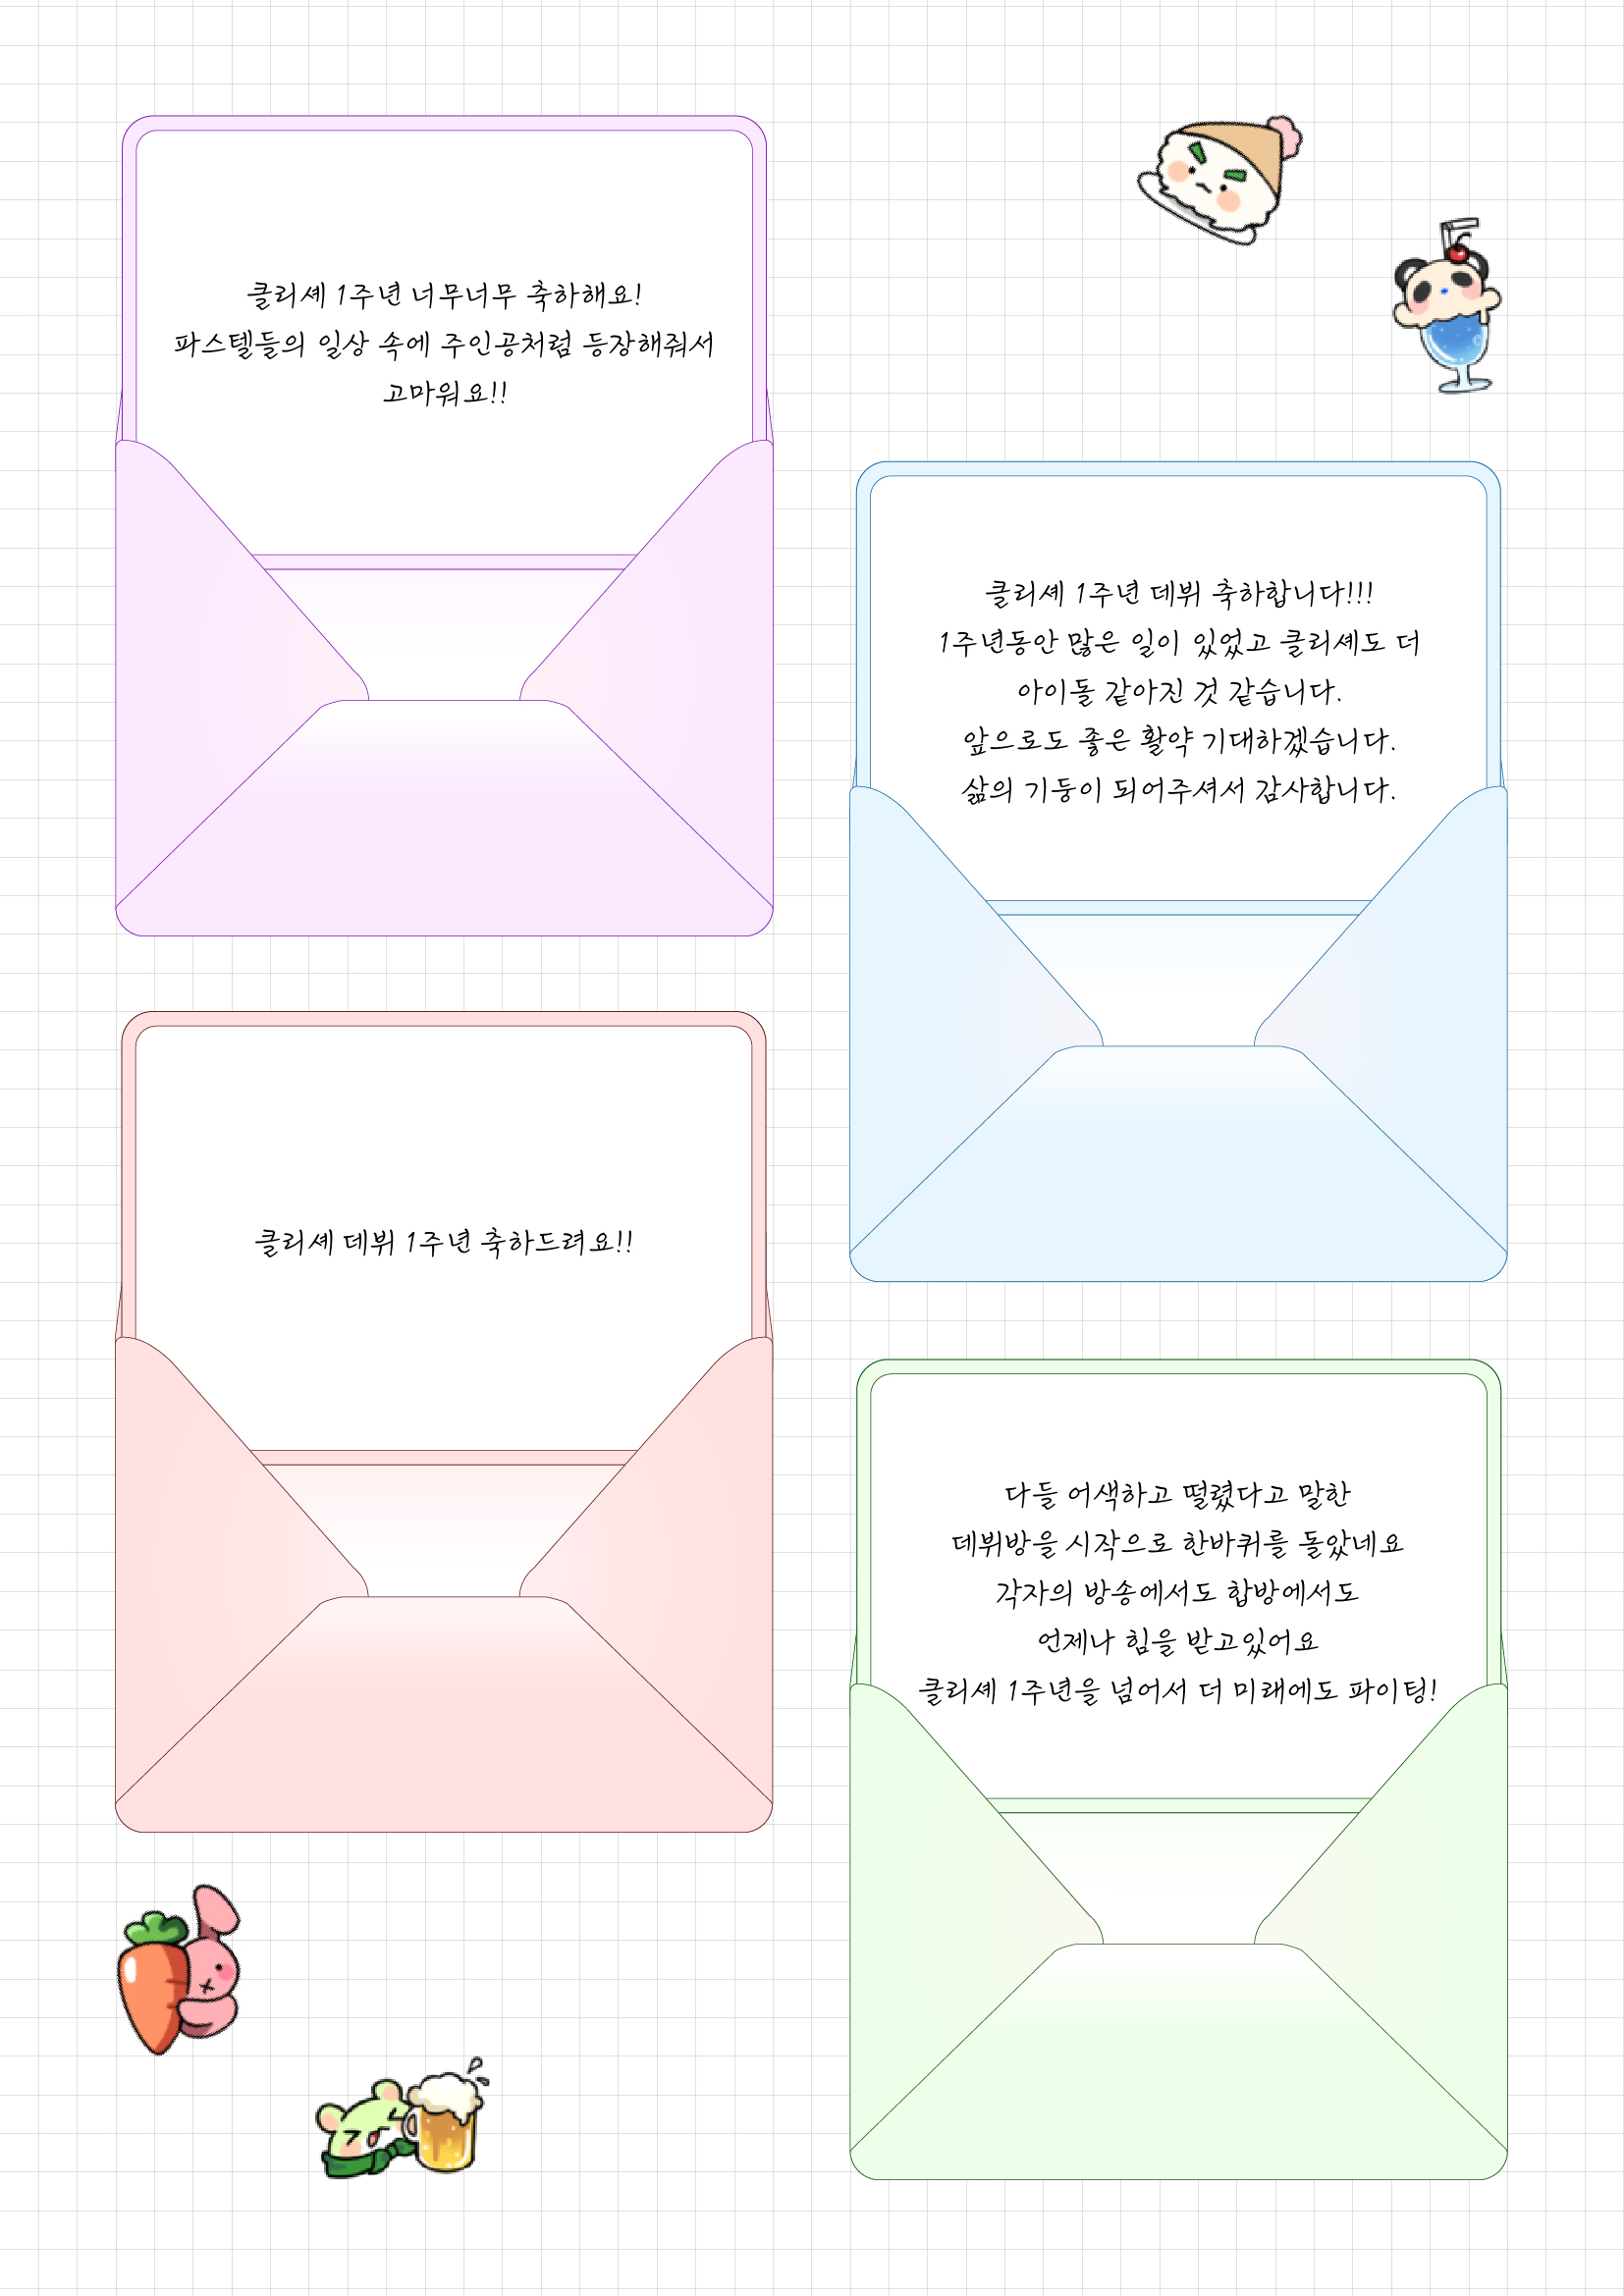 클리셰 1주년 너무너무 축하해요!
파스텔들의 일상 속에 주인공처럼 등장해줘서
고마워요!!
클리셰 1주년 데뷔 축하합니다!!!
1주년동안 많은 일이 있었고 클리셰도 더
아이돌 같아진 것 같습니다.
앞으로도 좋은 활약 기대하겠습니다.
삶의 기둥이 되어주셔서 감사합니다.
클리셰 데뷔 1주년 축하드려요!!
다들 어색하고 떨렸다고 말한
데뷔방을 시작으로 한바퀴를 돌았네요
각자의 방송에서도 합방에서도
언제나 힘을 받고있어요
클리셰 1주년을 넘어서 더 미래에도 파이팅!